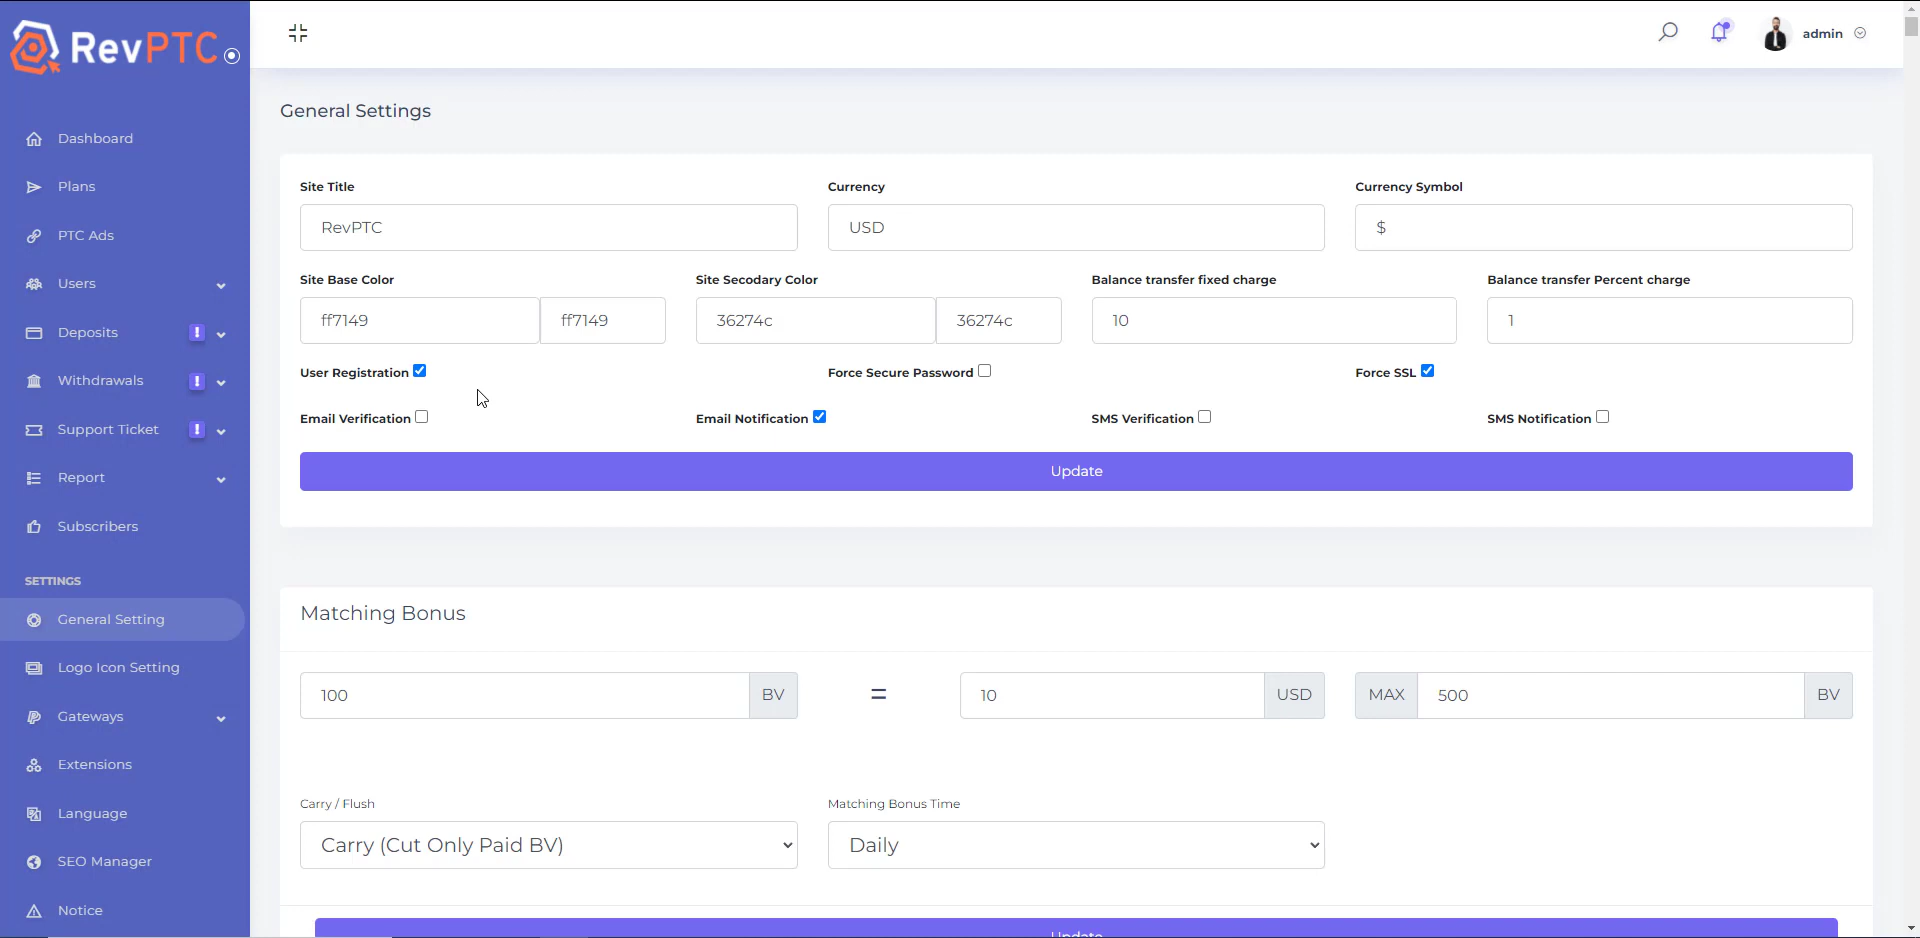 RevPTC
admin
Dashboard
Plans
PTC Ads
Users
Deposits
Withdrawals
Support Ticket
Report
Subscribers
SETTINGS
General Setting
Logo Icon Setting
Gateways
Extensions
Language
SEO Manager
Notice
General Settings
Site Title Currency Currency Symbol
RevPTC USD $
Site Base Color Site Secodary Color Balance transfer fixed charge Balance transfer Percent charge
ff7149 ff7149 36274c 36274c 10 1
User Registration Force Secure Password Force SSL
Email Verification Email Notification SMS Verification SMS Notification
Update
Matching Bonus
100 BV = 10 USD MAX 500 BV
Carry / Flush Matching Bonus Time
Carry (Cut Only Paid BV) Daily
Update